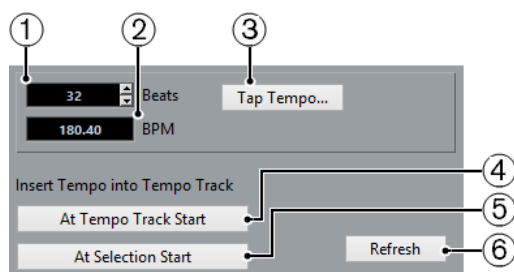 1 2 3
32 Beats Tap Tempo...
180.40 BPM
Insert Tempo into Tempo Track
4
At Tempo Track Start
5
At Selection Start Refresh 6